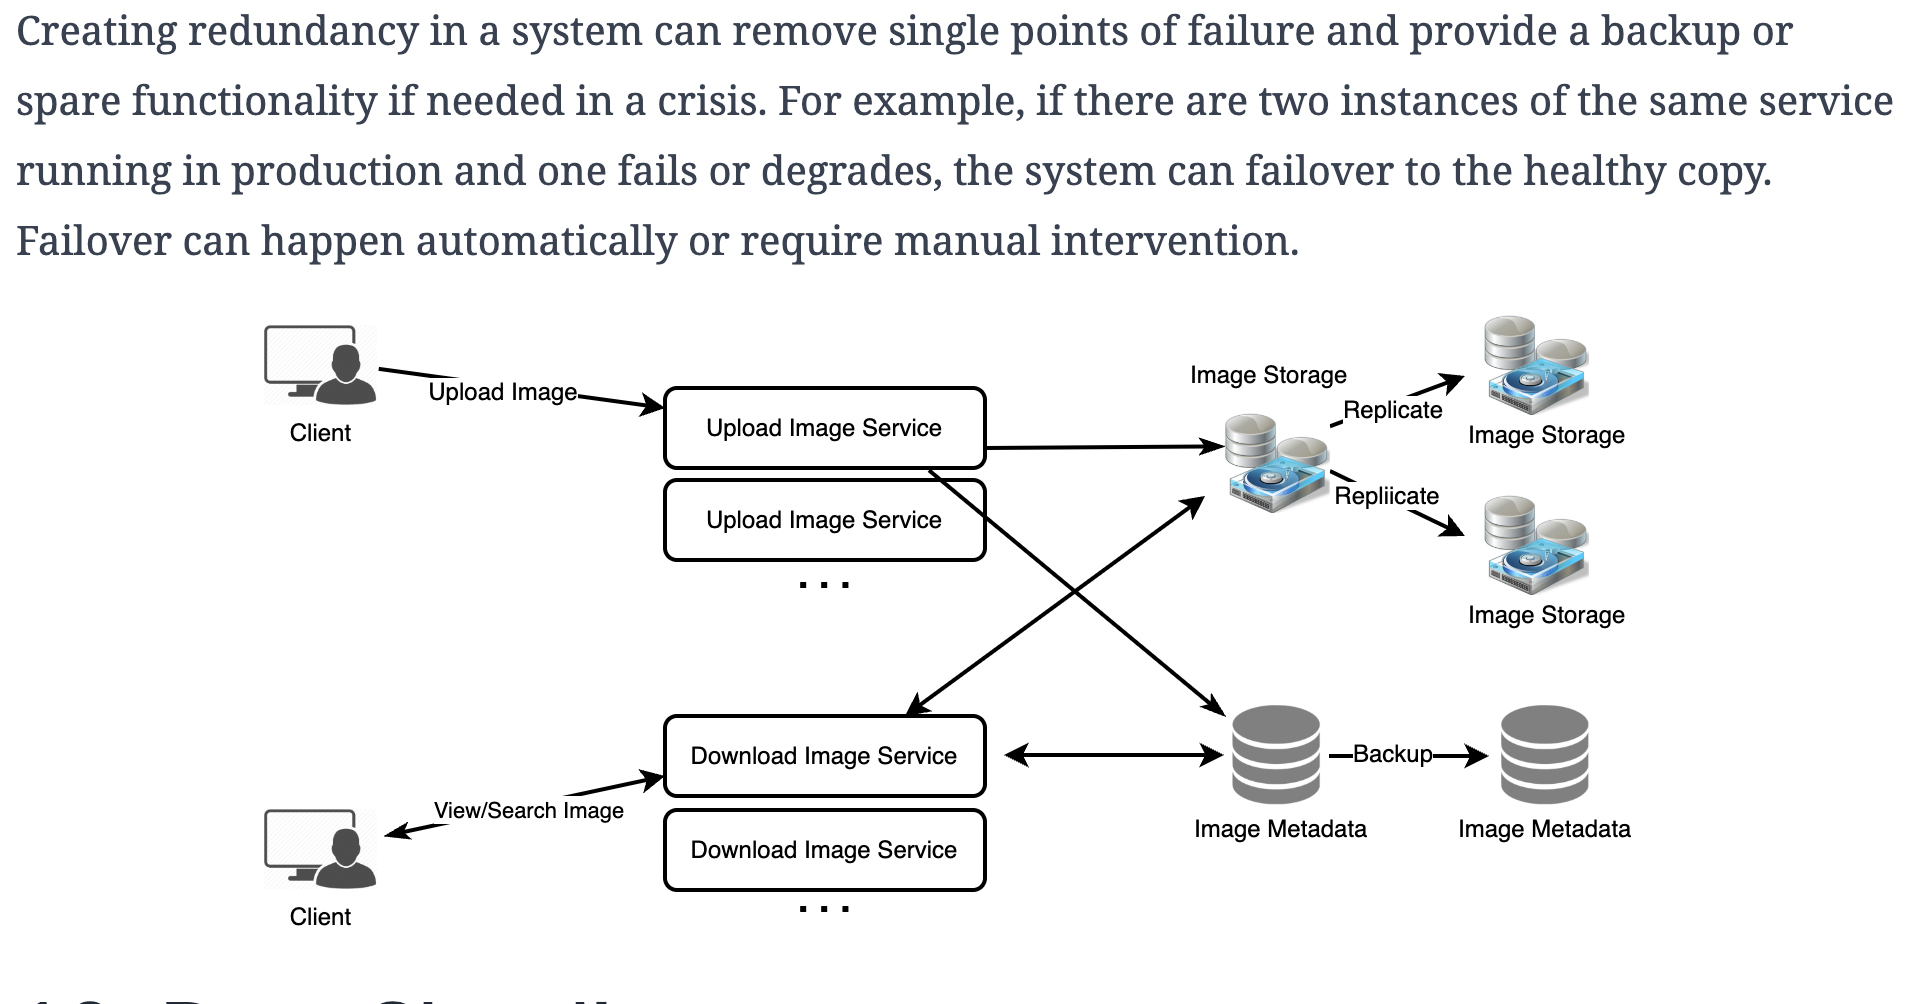 Creating redundancy in a system can remove single points of failure and provide a backup or
spare functionality if needed in a crisis. For example, if there are two instances of the same service
running in production and one fails or degrades, the system can failover to the healthy copy.
Failover can happen automatically or require manual intervention.
Upload Image
Client
Upload Image Service
Upload Image Service
. . .
Image Storage
Replicate
Image Storage
Repliicate
Image Storage
Download Image Service
Download Image Service
. . .
View/Search Image
Client
Backup
Image Metadata
Image Metadata